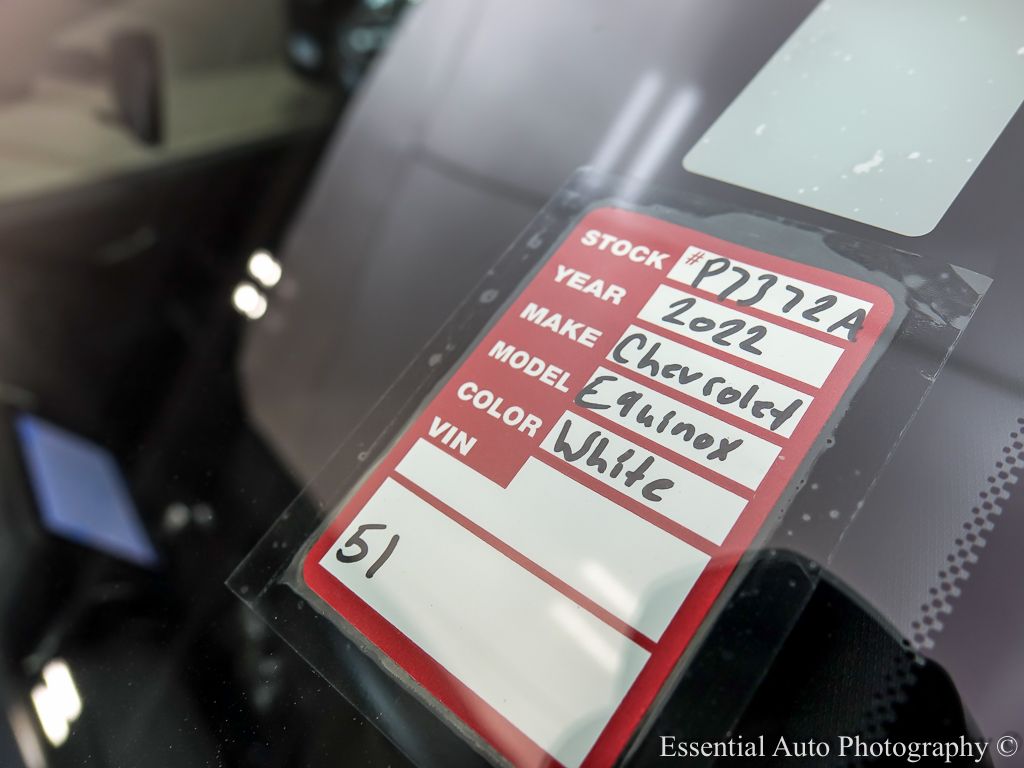 STOCK #P7372A
YEAR 2022
MAKE Chevrolet
MODEL Equinox
COLOR White
VIN
51
Essential Auto Photography ©